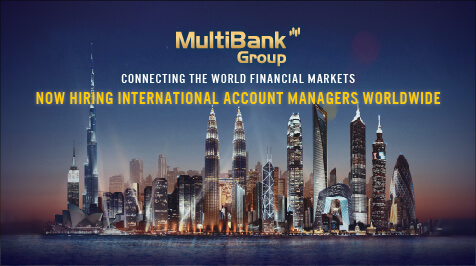 MultiBank
Group
CONNECTING THE WORLD FINANCIAL MARKETS
NOW HIRING INTERNATIONAL ACCOUNT MANAGERS WORLDWIDE